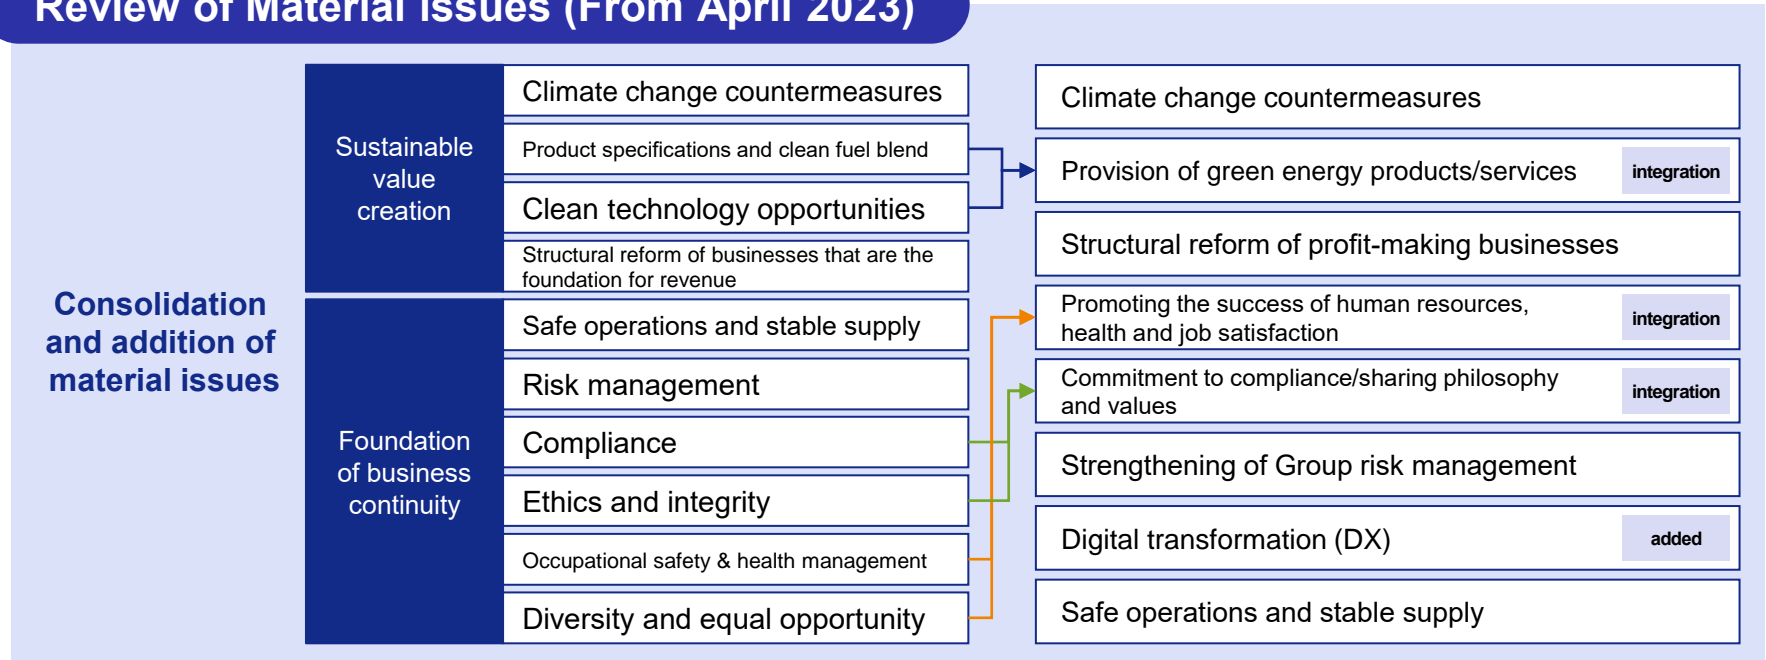 Review of Material Issues (From April 2023)
Consolidation
and addition of
material issues
Sustainable
value
creation
Climate change countermeasures
Product specifications and clean fuel blend
Clean technology opportunities
Structural reform of businesses that are the
foundation for revenue
Foundation
of business
continuity
Safe operations and stable supply
Risk management
Compliance
Ethics and integrity
Occupational safety & health management
Diversity and equal opportunity
Climate change countermeasures
Provision of green energy products/services
integration
Structural reform of profit-making businesses
Promoting the success of human resources,
health and job satisfaction
integration
Commitment to compliance/sharing philosophy
and values
integration
Strengthening of Group risk management
Digital transformation (DX)
added
Safe operations and stable supply